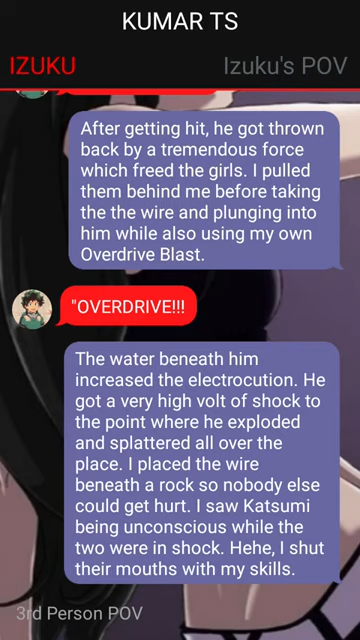 KUMAR TS
IZUKU
Izuku's POV
After getting hit, he got thrown
back by a tremendous force
which freed the girls. I pulled
them behind me before taking
the the wire and plunging into
him while also using my own
Overdrive Blast.
"OVERDRIVE!!!
The water beneath him
increased the electrocution. He
got a very high volt of shock to
the point where he exploded
and splattered all over the
place. I placed the wire
beneath a rock so nobody else
could get hurt. I saw Katsumi
being unconscious while the
two were in shock. Hehe, I shut
their mouths with my skills.
3rd Person POV